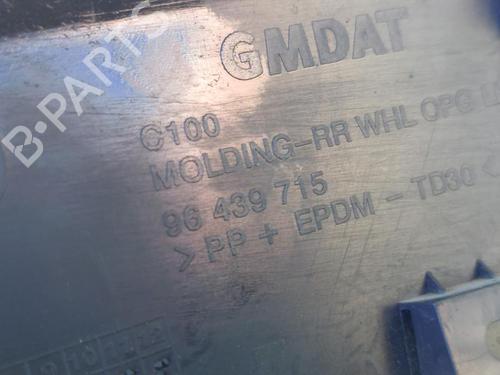 B-PARTS
GMDAT
C100
MOLDING-RR WHL OPG
96 439 715
> PP + EPDM - TD30 <